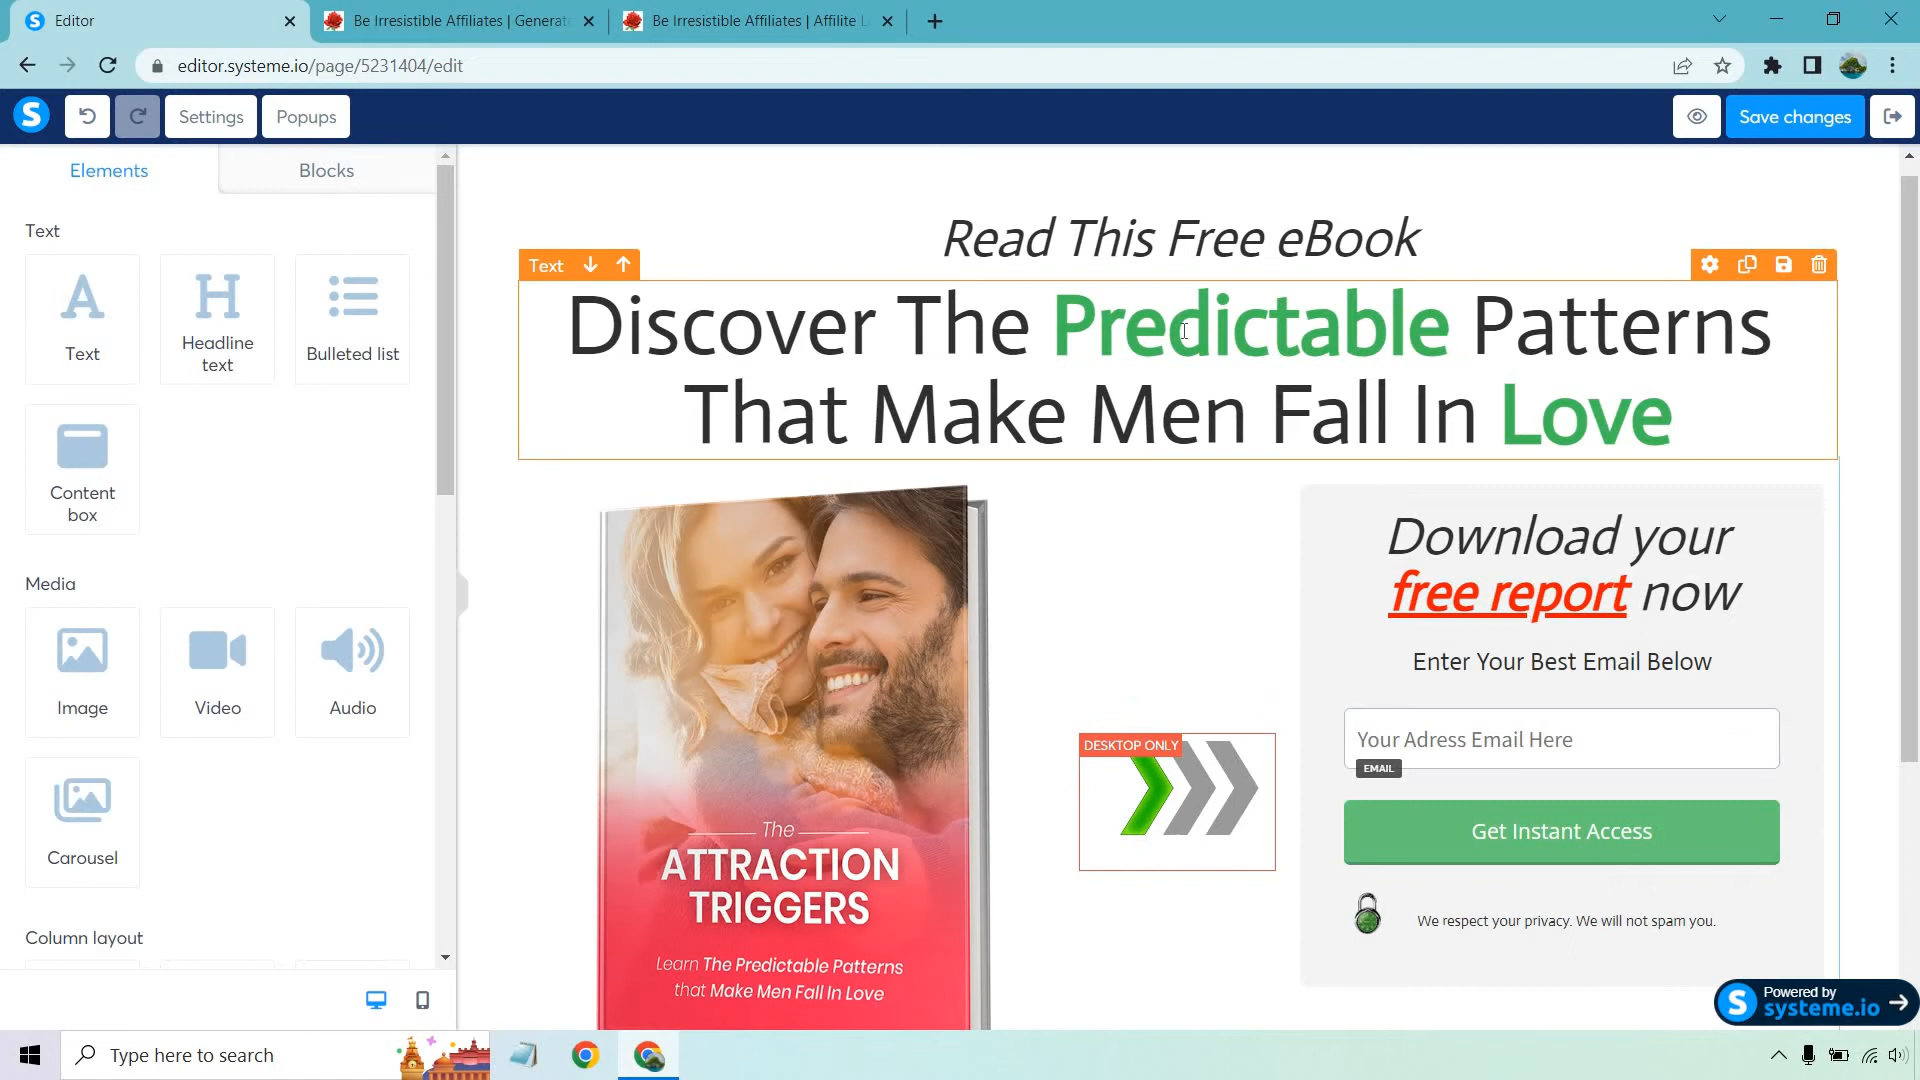 Editor
Be Irresistible Affiliates | Generat
Be Irresistible Affiliates | Affilite L
editor.systeme.io/page/5231404/edit
S
Settings
Popups
Save changes
Elements
Blocks
Text
Text
Headline
text
Bulleted list
Content
box
Media
Image
Video
Audio
Carousel
Column layout
Read This Free eBook
Text
Discover The Predictable Patterns
That Make Men Fall In Love
The
ATTRACTION
TRIGGERS
Learn The Predictable Patterns
that Make Men Fall In Love
DESKTOP ONLY
Download your
free report now
Enter Your Best Email Below
Your Adress Email Here
EMAIL
Get Instant Access
We respect your privacy. We will not spam you.
S
Powered by
systeme.io
Type here to search